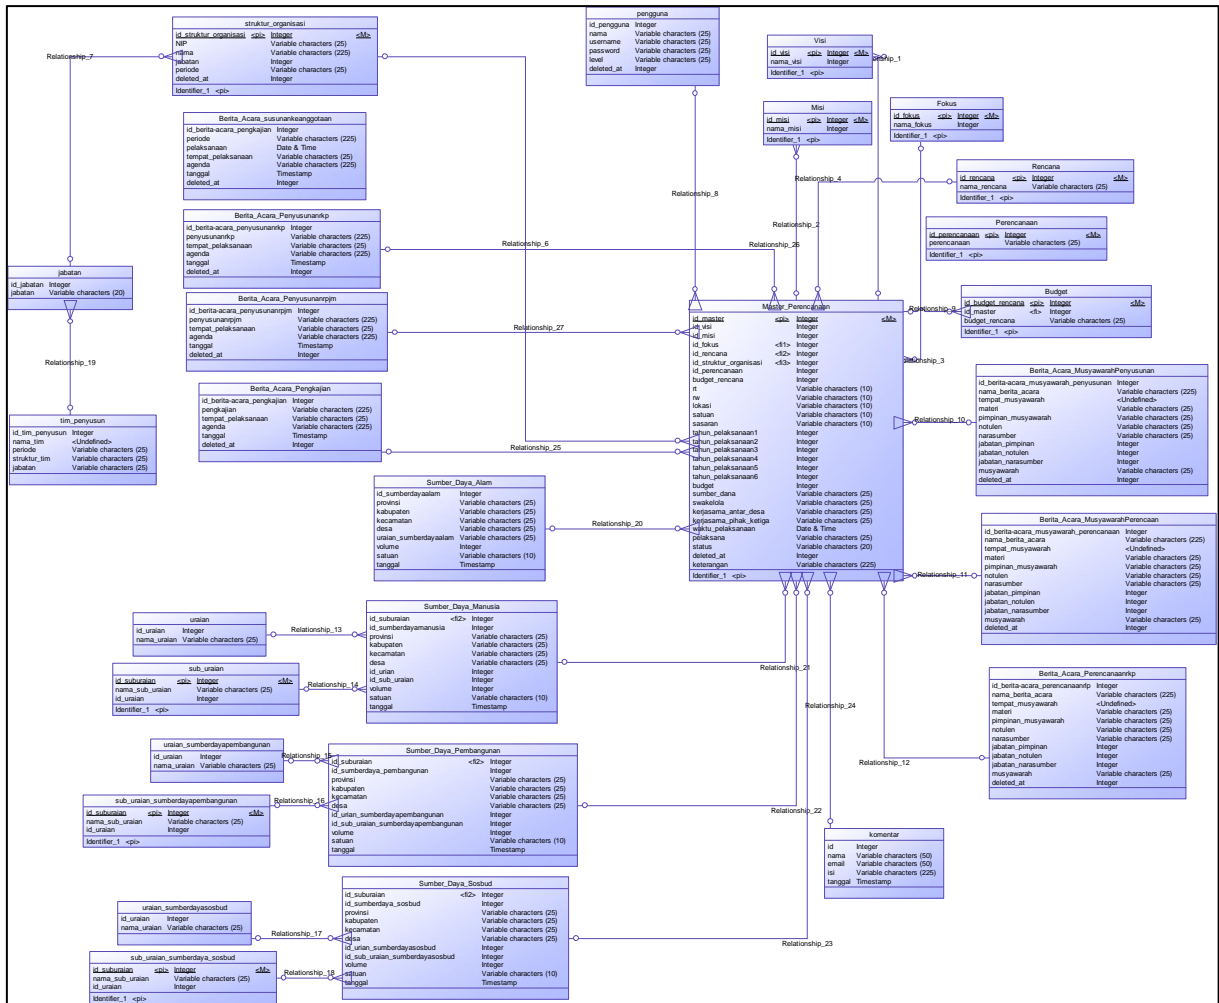 struktur_organisasi
id_struktur_organisasi <pi> Integer <M>
NIP Variable characters (25)
nama Variable characters (225)
jabatan Integer
periode Variable characters (25)
deleted_at Integer
Identifier_1 <pi>
pengguna
id_pengguna Integer
nama Variable characters (25)
username Variable characters (25)
password Variable characters (25)
level Variable characters (25)
deleted_at Integer
Visi
id_visi <pi> Integer <M>
nama_visi Integer
Identifier_1 <pi>
Relationship_7
Misi
id_misi <pi> Integer <M>
nama_misi Integer
Identifier_1 <pi>
Fokus
id_fokus <pi> Integer <M>
nama_fokus Integer
Identifier_1 <pi>
Berita_Acara_susunankeanggotaan
id_berita-acara_pengkajian Integer
periode Variable characters (225)
pelaksanaan Date & Time
tempat_pelaksanaan Variable characters (25)
agenda Variable characters (225)
tanggal Timestamp
deleted_at Integer
Rencana
id_rencana <pi> Integer <M>
nama_rencana Variable characters (25)
Identifier_1 <pi>
Relationship_4
Relationship_8
Relationship_2
Berita_Acara_Penyusunanrkp
id_berita-acara_penyusunanrkp Integer
penyusunanrkp Variable characters (225)
tempat_pelaksanaan Variable characters (25)
agenda Variable characters (225)
tanggal Timestamp
deleted_at Integer
Relationship_6
Relationship_26
Perencanaan
id_perencanaan <pi> Integer <M>
perencanaan Variable characters (25)
Identifier_1 <pi>
jabatan
id_jabatan Integer
jabatan Variable characters (20)
Berita_Acara_Penyusunanrpjm
id_berita-acara_penyusunanrpjm Integer
penyusunanrpjm Variable characters (225)
tempat_pelaksanaan Variable characters (25)
agenda Variable characters (225)
tanggal Timestamp
deleted_at Integer
Relationship_27
Budget
id_budget_rencana <pi> Integer <M>
id_master <fi> Integer
budget_rencana Variable characters (25)
Identifier_1 <pi>
Master_Perencanaan
id_master <pi> Integer <M>
id_visi Integer
id_misi Integer
id_fokus <fi1> Integer
id_rencana <fi2> Integer
id_struktur_organisasi <fi3> Integer
id_perencanaan Integer
budget_rencana Integer
rt Variable characters (10)
rw Variable characters (10)
lokasi Variable characters (10)
satuan Variable characters (10)
sasaran Variable characters (10)
tahun_pelaksanaan1 Integer
tahun_pelaksanaan2 Integer
tahun_pelaksanaan3 Integer
tahun_pelaksanaan4 Integer
tahun_pelaksanaan5 Integer
tahun_pelaksanaan6 Integer
budget Integer
sumber_dana Variable characters (25)
swakelola Variable characters (25)
kerjasama_antar_desa Variable characters (25)
kerjasama_pihak_ketiga Variable characters (25)
waktu_pelaksanaan Date & Time
pelaksana Variable characters (25)
status Variable characters (20)
deleted_at Integer
keterangan Variable characters (225)
Identifier_1 <pi>
Relationship_19
Berita_Acara_MusyawarahPenyusunan
id_berita-acara_musyawarah_penyusunan Integer
nama_berita_acara Variable characters (225)
tempat_musyawarah <Undefined>
materi Variable characters (25)
pimpinan_musyawarah Variable characters (25)
notulen Variable characters (25)
narasumber Variable characters (25)
jabatan_pimpinan Integer
jabatan_notulen Integer
jabatan_narasumber Integer
musyawarah Variable characters (25)
deleted_at Integer
Relationship_10
Berita_Acara_Pengkajian
id_berita-acara_pengkajian Integer
pengkajian Variable characters (225)
tempat_pelaksanaan Variable characters (25)
agenda Variable characters (225)
tanggal Timestamp
deleted_at Integer
Relationship_25
tim_penyusun
id_tim_penyusun Integer
nama_tim <Undefined>
periode Variable characters (25)
struktur_tim Variable characters (25)
jabatan Variable characters (25)
Sumber_Daya_Alam
id_sumberdayaalam Integer
provinsi Variable characters (25)
kabupaten Variable characters (25)
kecamatan Variable characters (25)
desa Variable characters (25)
uraian_sumberdayaalam Variable characters (25)
volume Integer
satuan Variable characters (10)
tanggal Timestamp
Relationship_20
Berita_Acara_MusyawarahPerencaan
id_berita-acara_musyawarah_perencanaan Integer
nama_berita_acara Variable characters (225)
tempat_musyawarah <Undefined>
materi Variable characters (25)
pimpinan_musyawarah Variable characters (25)
notulen Variable characters (25)
narasumber Variable characters (25)
jabatan_pimpinan Integer
jabatan_notulen Integer
jabatan_narasumber Integer
musyawarah Variable characters (25)
deleted_at Integer
Relationship_11
uraian
id_uraian Integer
nama_uraian Variable characters (25)
Relationship_13
Sumber_Daya_Manusia
id_suburaian <fi2> Integer
id_sumberdayamanusia Integer
provinsi Variable characters (25)
kabupaten Variable characters (25)
kecamatan Variable characters (25)
desa Variable characters (25)
id_urian Integer
id_sub_uraian Integer
volume Integer
satuan Variable characters (10)
tanggal Timestamp
Relationship_21
sub_uraian
id_suburaian <pi> Integer <M>
nama_sub_uraian Variable characters (25)
id_uraian Integer
Identifier_1 <pi>
Relationship_14
Relationship_24
Berita_Acara_Perencanaanrkp
id_berita-acara_perencanaanrlp Integer
nama_berita_acara Variable characters (225)
tempat_musyawarah <Undefined>
materi Variable characters (25)
pimpinan_musyawarah Variable characters (25)
notulen Variable characters (25)
narasumber Variable characters (25)
jabatan_pimpinan Integer
jabatan_notulen Integer
jabatan_narasumber Integer
musyawarah Variable characters (25)
deleted_at Integer
Relationship_12
uraian_sumberdayapembangunan
id_uraian Integer
nama_uraian Variable characters (25)
Relationship_15
Sumber_Daya_Pembangunan
id_suburaian <fi2> Integer
id_sumberdaya_pembangunan Integer
provinsi Variable characters (25)
kabupaten Variable characters (25)
kecamatan Variable characters (25)
desa Variable characters (25)
id_urian_sumberdayapembangunan Integer
id_sub_uraian_sumberdayapembangunan Integer
volume Integer
satuan Variable characters (10)
tanggal Timestamp
sub_uraian_sumberdayapembangunan
id_suburaian <pi> Integer <M>
nama_sub_uraian Variable characters (25)
id_uraian Integer
Identifier_1 <pi>
Relationship_16
Relationship_22
komentar
id Integer
nama Variable characters (50)
email Variable characters (50)
isi Variable characters (225)
tanggal Timestamp
Sumber_Daya_Sosbud
id_suburaian <fi2> Integer
id_sumberdaya_sosbud Integer
provinsi Variable characters (25)
kabupaten Variable characters (25)
kecamatan Variable characters (25)
desa Variable characters (25)
id_urian_sumberdayasosbud Integer
id_sub_uraian_sumberdayasosbud Integer
volume Integer
satuan Variable characters (10)
tanggal Timestamp
uraian_sumberdayasosbud
id_uraian Integer
nama_uraian Variable characters (25)
Relationship_17
Relationship_23
sub_uraian_sumberdaya_sosbud
id_suburaian <pi> Integer <M>
nama_sub_uraian Variable characters (25)
id_uraian Integer
Identifier_1 <pi>
Relationship_18